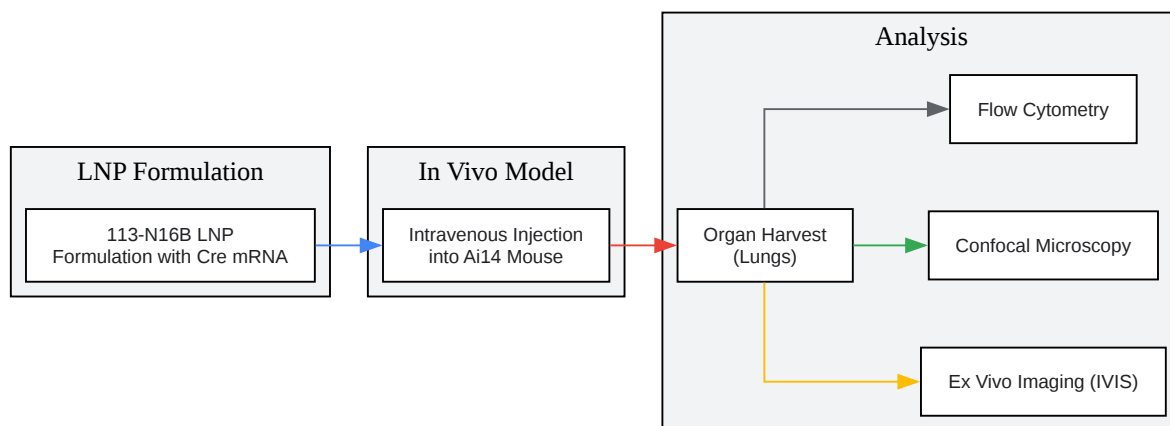 LNP Formulation
113-N16B LNP
Formulation with Cre mRNA
In Vivo Model
Intravenous Injection
into Ai14 Mouse
Analysis
Organ Harvest
(Lungs)
Flow Cytometry
Confocal Microscopy
Ex Vivo Imaging (IVIS)